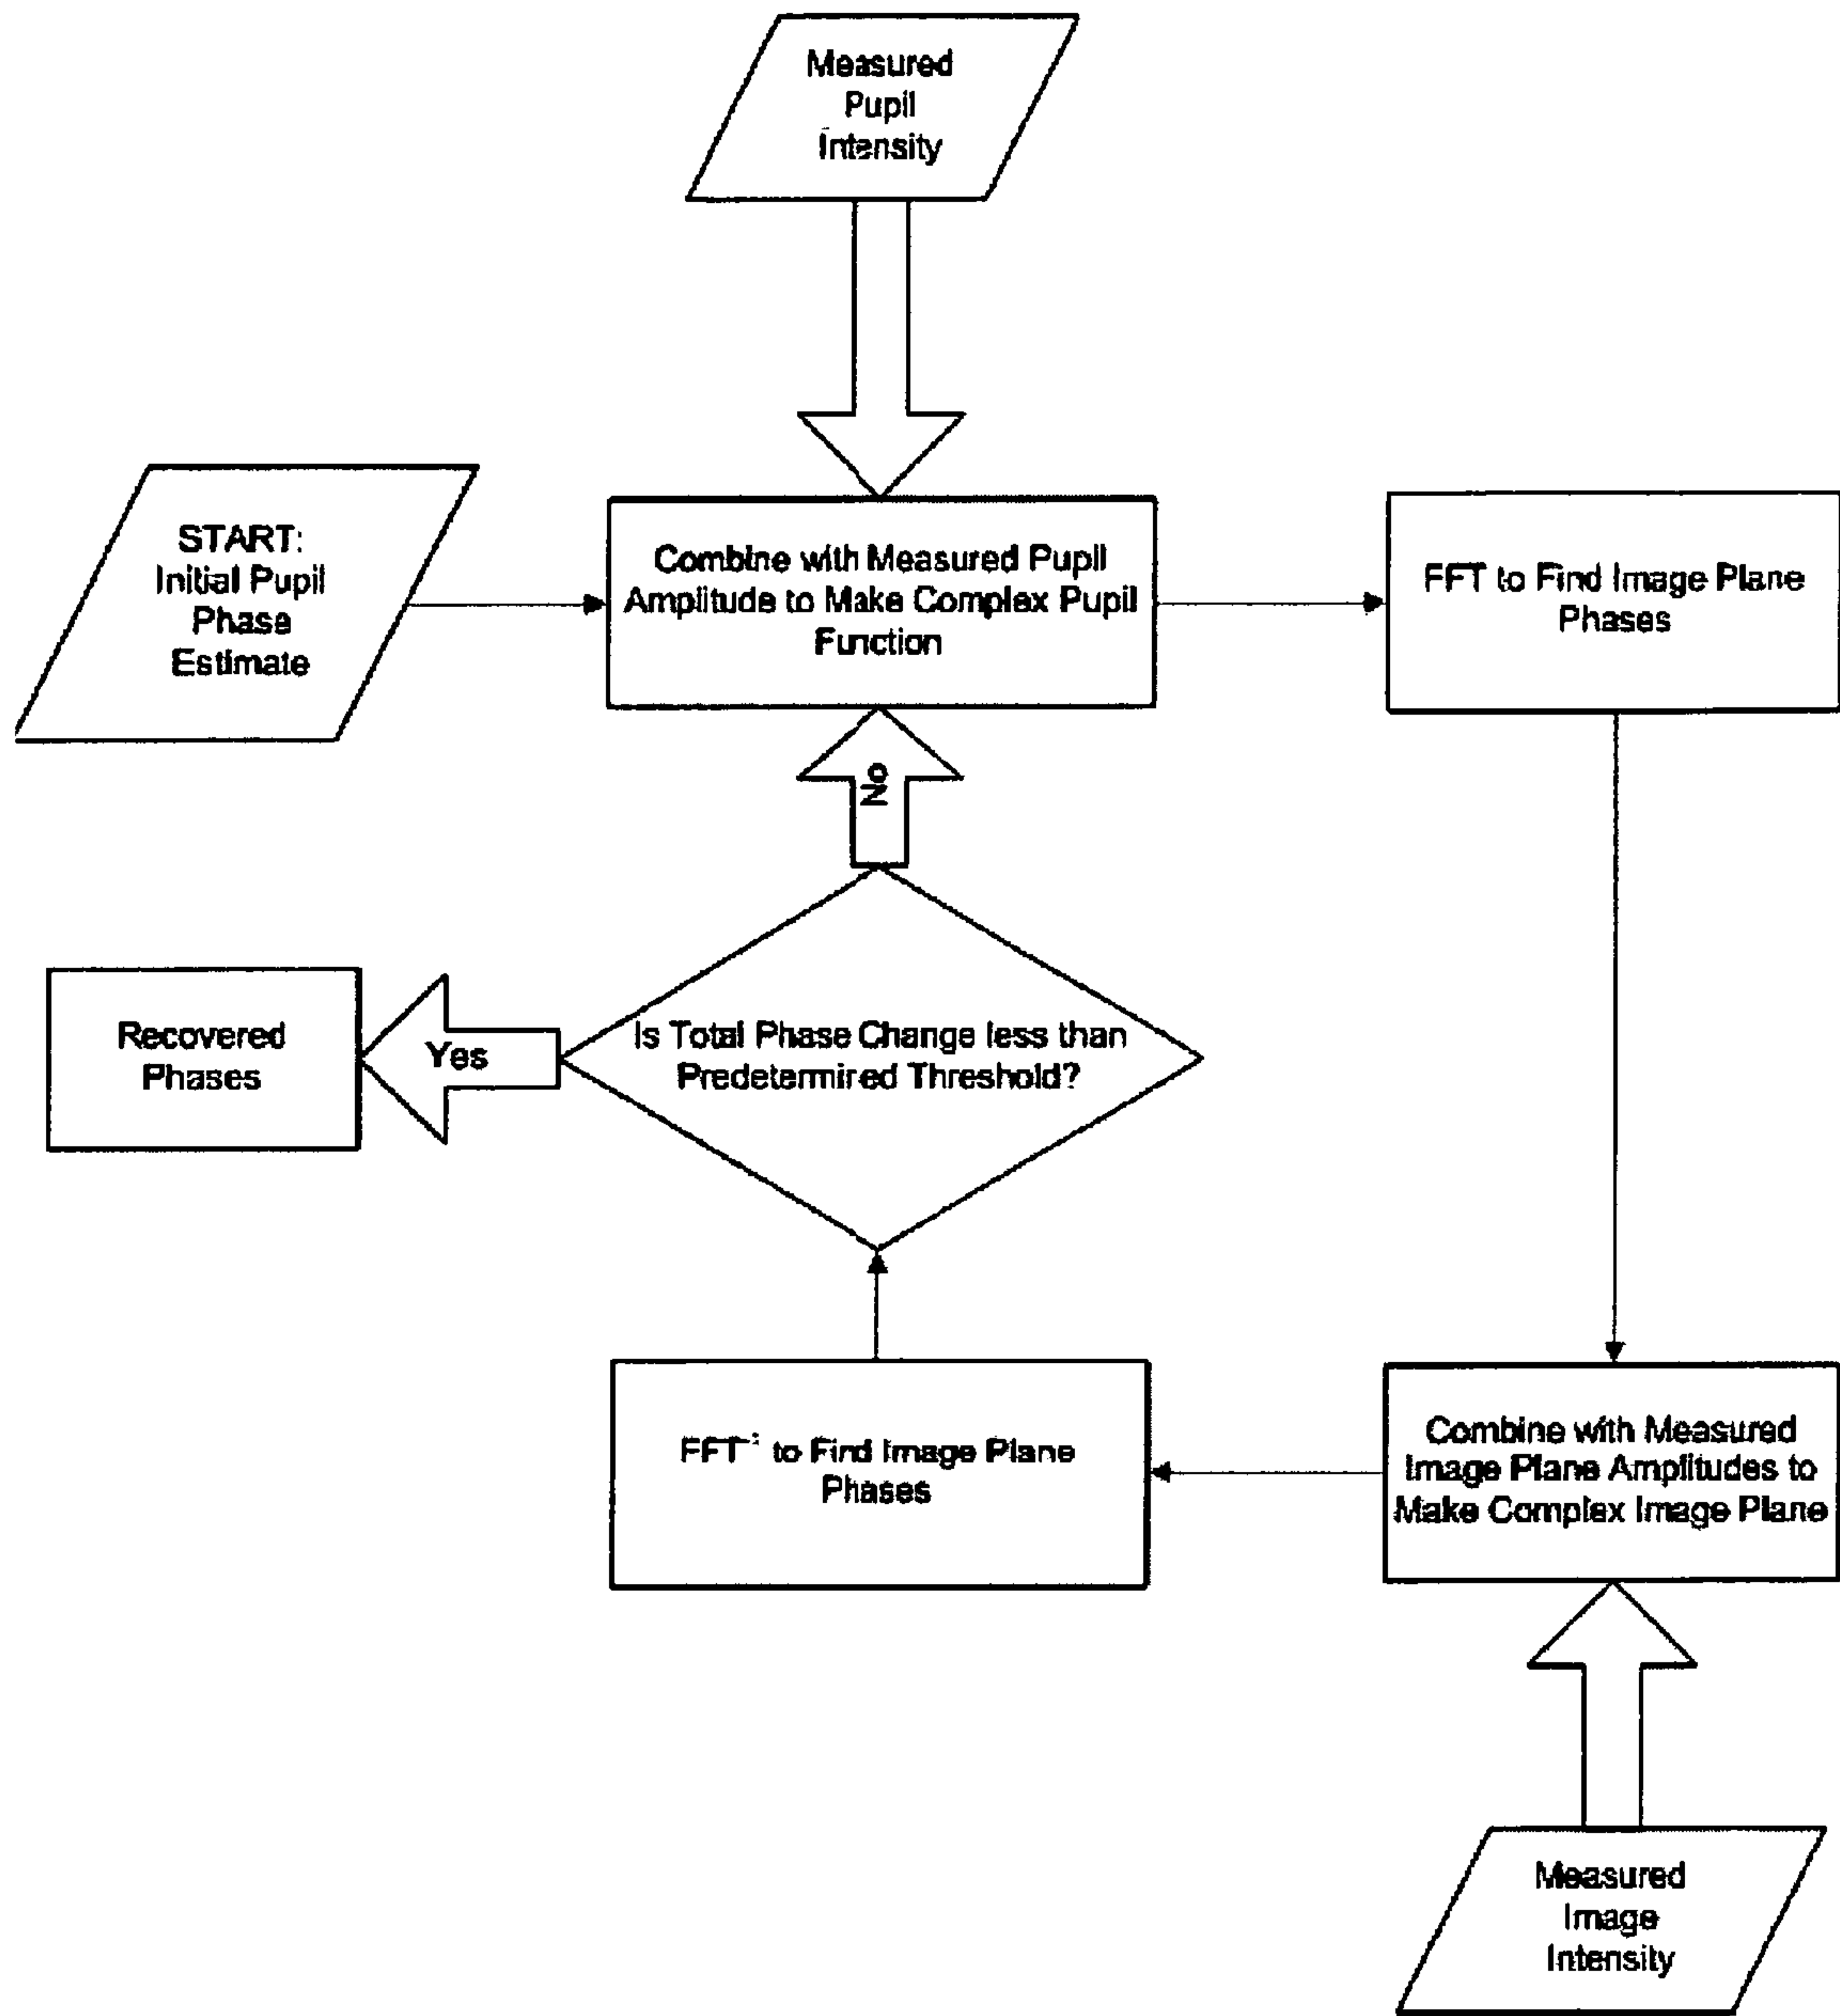 Measured
Pupil
Intensity
START:
Initial Pupil
Phase
Estimate
Combine with Measured Pupil
Amplitude to Make Complex Pupil
Function
FFT to Find Image Plane
Phases
No
Recovered
Phases
Yes
Is Total Phase Change less than
Predetermired Threshold?
FFT to Find Image Plane
Phases
Combine with Measured
Image Plane Amplitudes to
Make Complex Image Plane
Measured
Image
Intensity